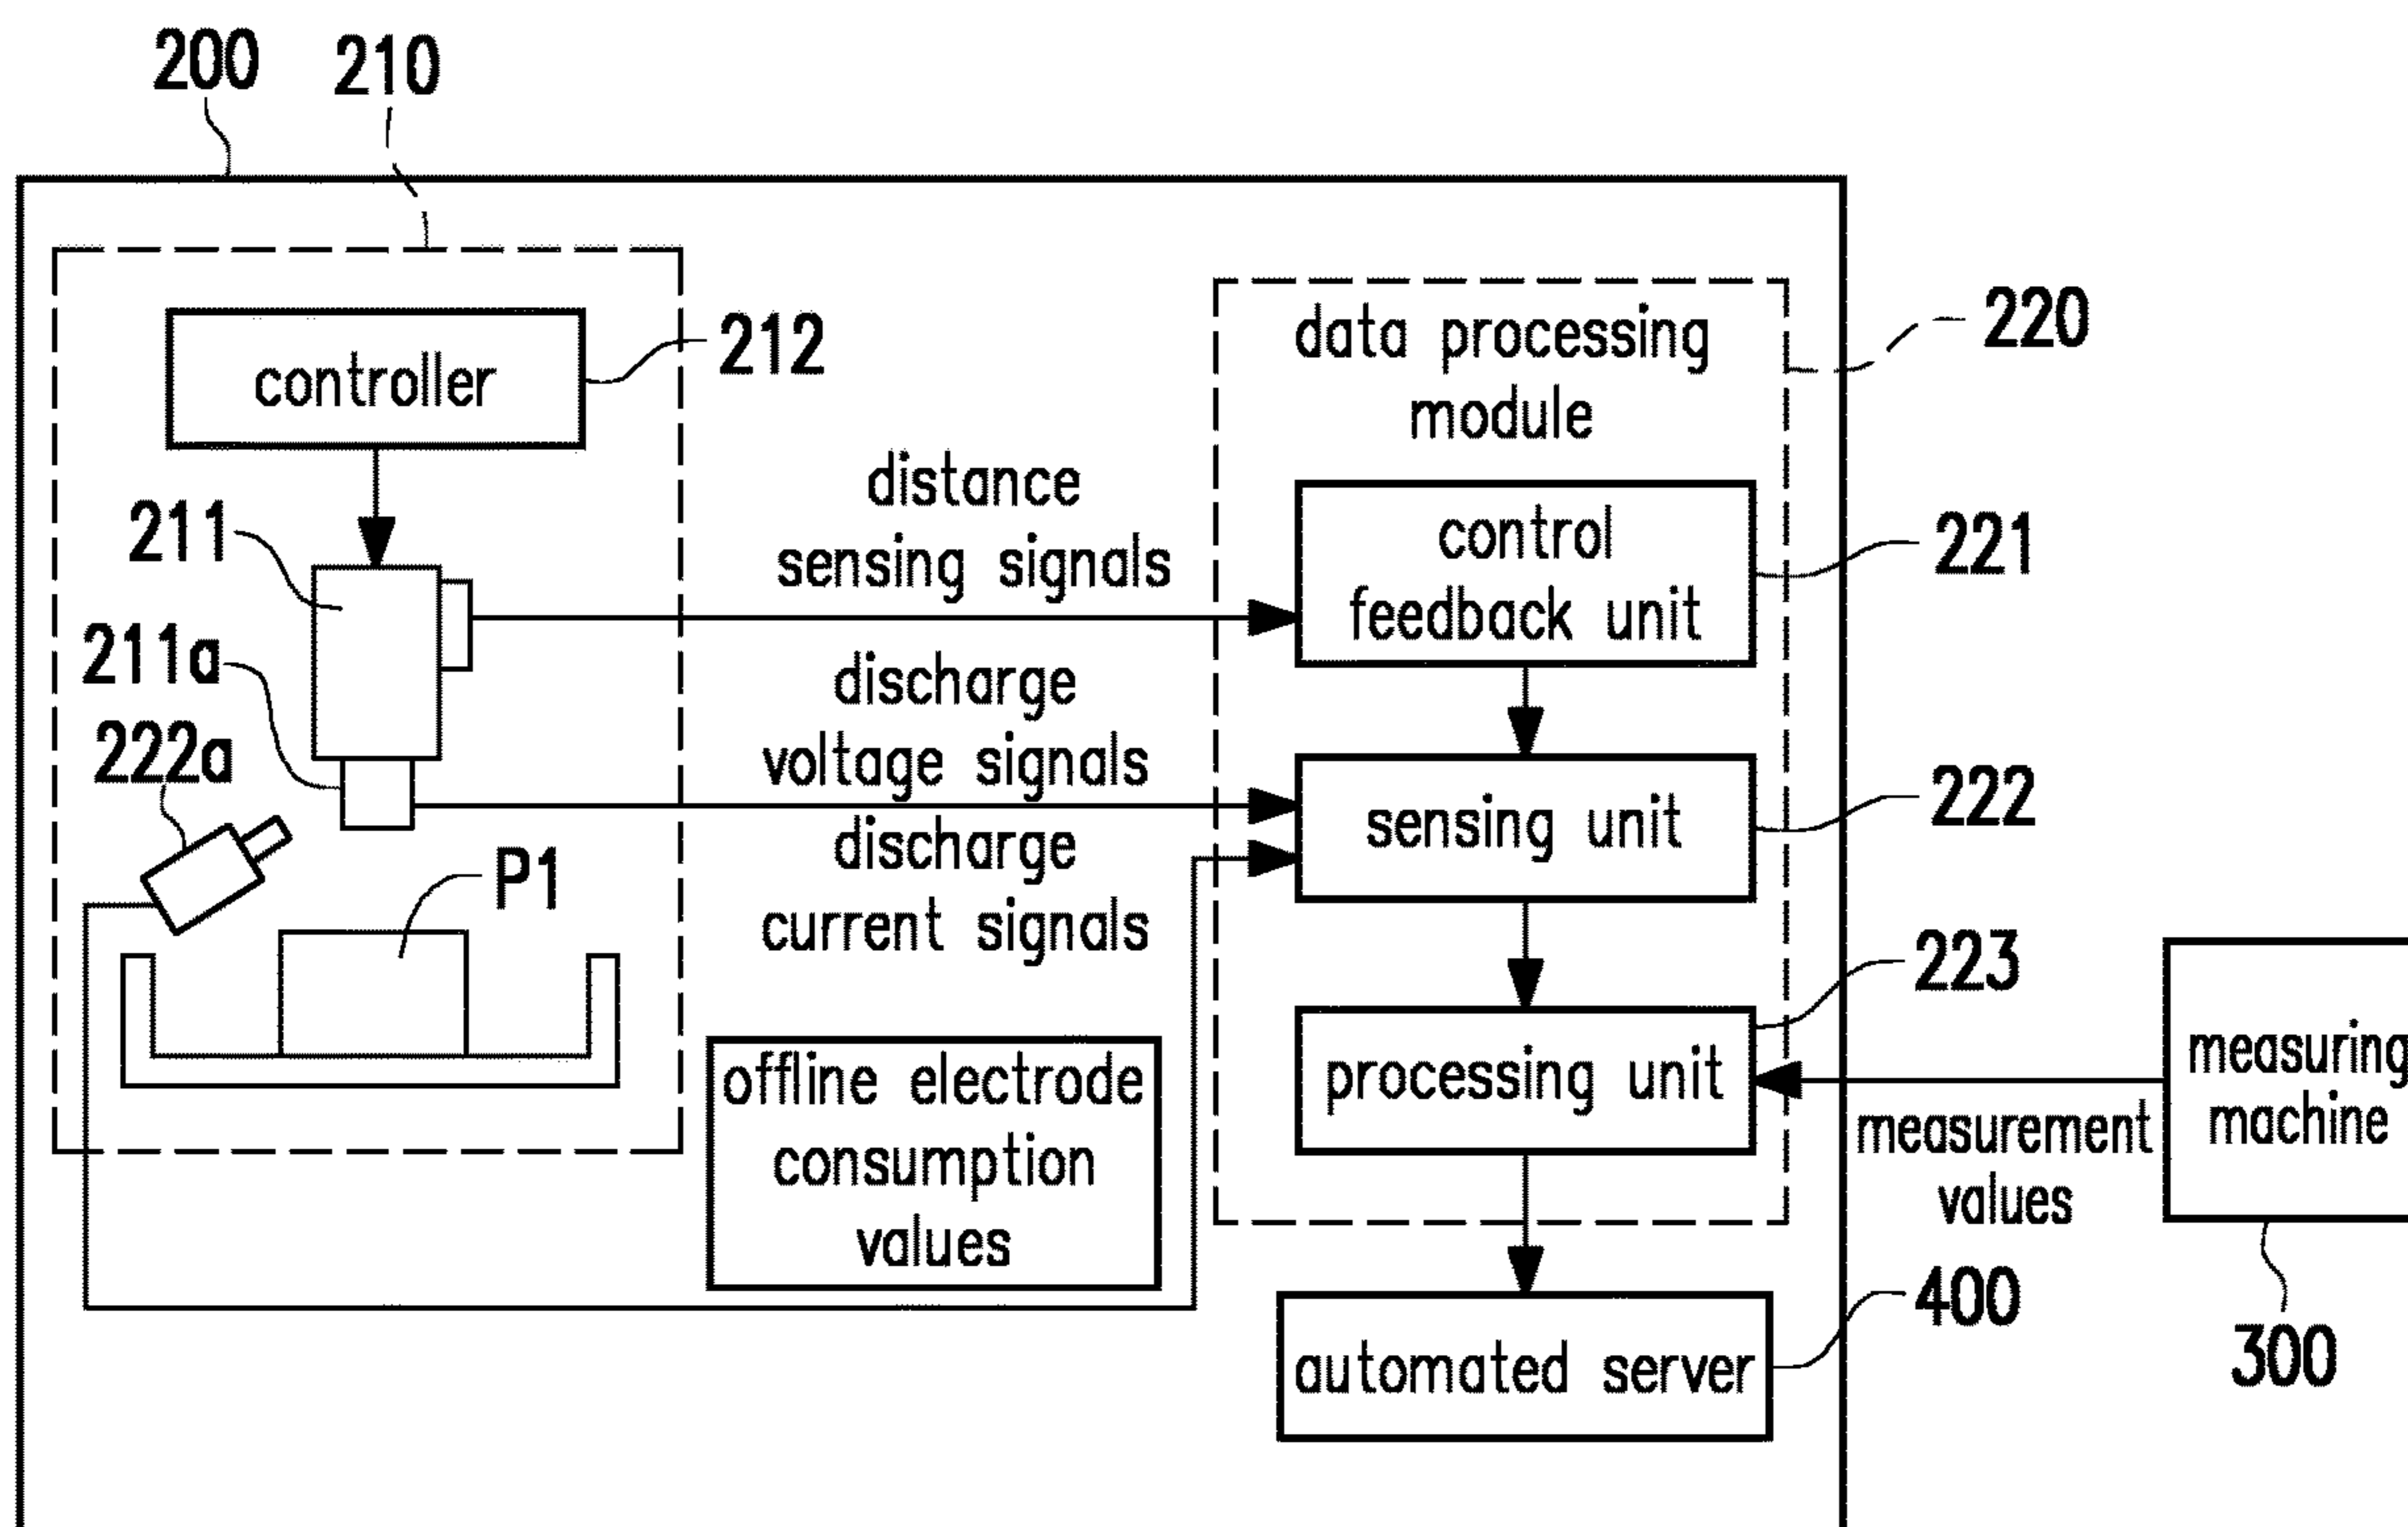 200
210
controller
212
211
211a
222a
P1
distance
sensing signals
discharge
voltage signals
discharge
current signals
offline electrode
consumption
values
data processing
module
220
control
feedback unit
221
sensing unit
222
processing unit
223
measurement
values
measuring
machine
300
automated server
400